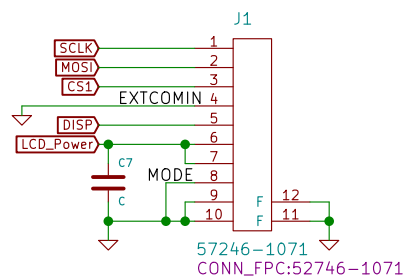 J1
SCLK 1
MOSI 2
CS1 3
EXTCOMIN 4
DISP 5
LCD_Power 6
7
C7
MODE 8
C
9 F 12
10 F 11
57246-1071
CONN_FPC:52746-1071